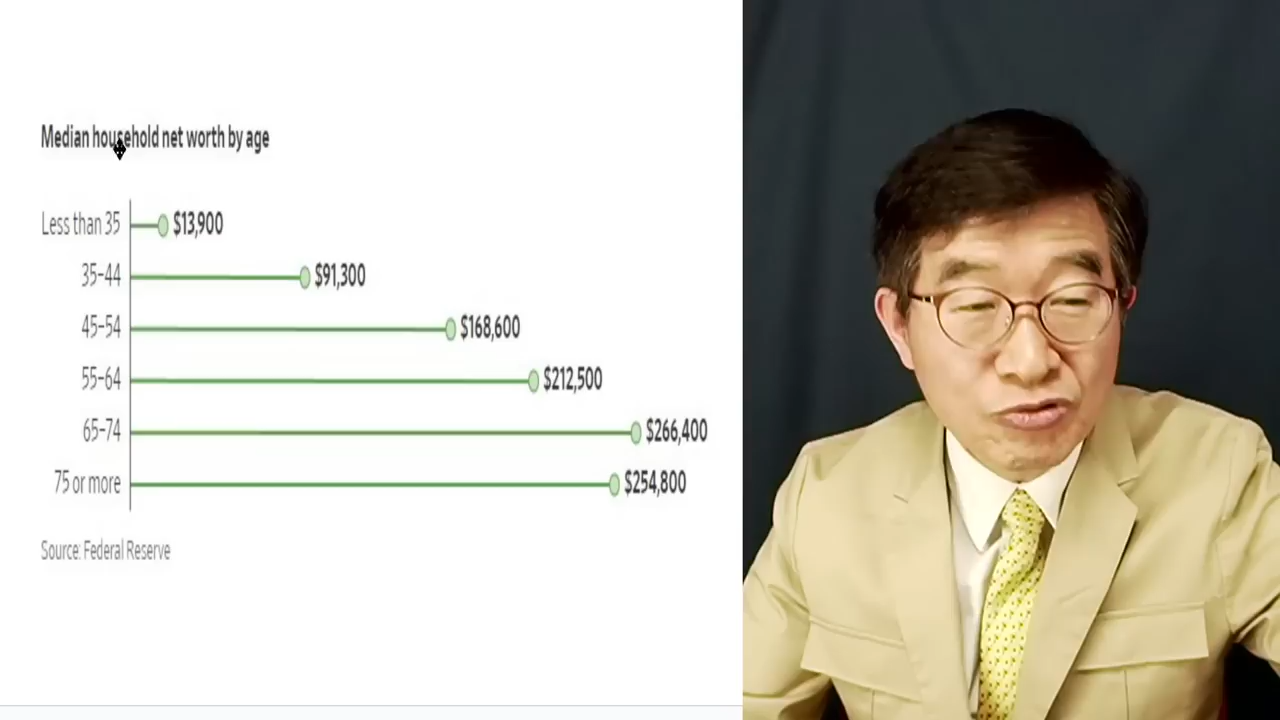 Median household net worth by age
Less than 35 $13,900
35-44 $91,300
45-54 $168,600
55-64 $212,500
65-74 $266,400
75 or more $254,800
Source: Federal Reserve